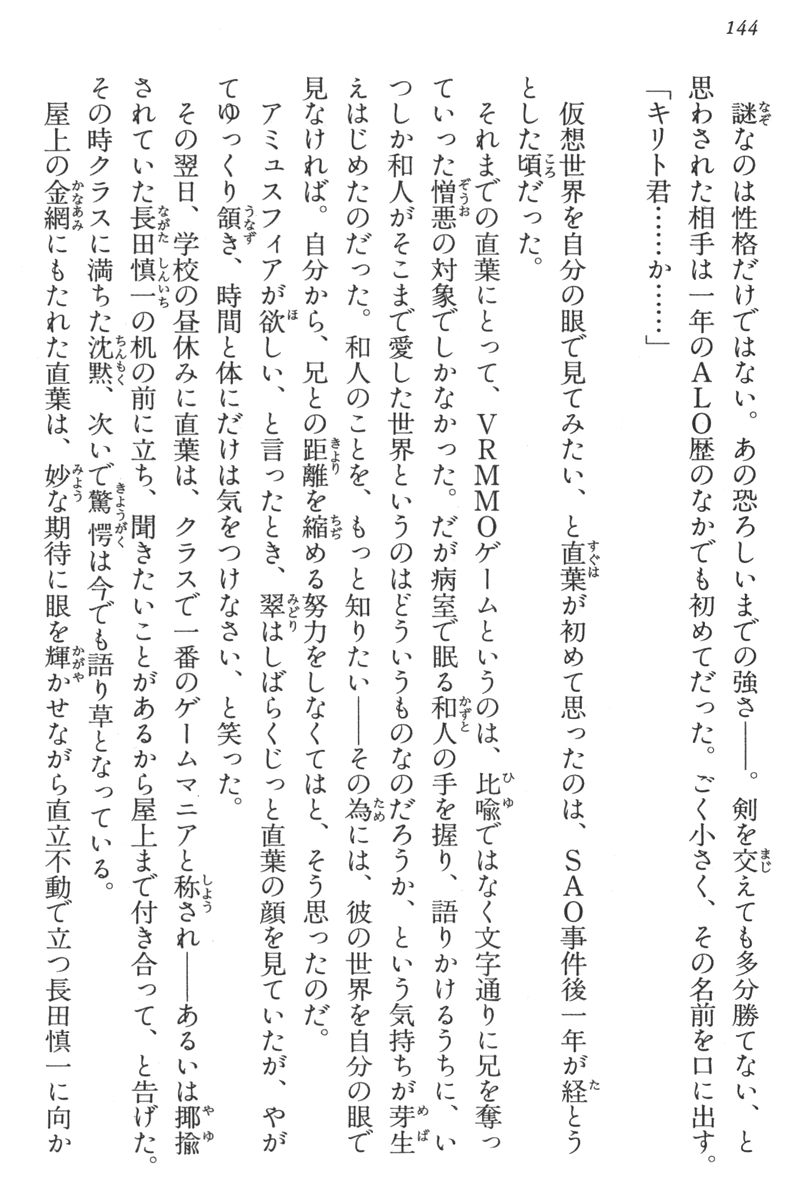 144
謎なのは性格だけではない。あの恐ろしいまでの強さ――。剣を交えても多分勝てない、と
思わされた相手は一年のＡＬＯ歴のなかでも初めてだった。ごく小さく、その名前を口に出す。
「キリト君……か……」
仮想世界を自分の眼で見てみたい、と直葉が初めて思ったのは、ＳＡＯ事件後一年が経とう
とした頃だった。
それまでの直葉にとって、ＶＲＭＭＯゲームというのは、比喩ではなく文字通りに兄を奪っ
ていった憎悪の対象でしかなかった。だが病室で眠る和人の手を握り、語りかけるうちに、い
つしか和人がそこまで愛した世界というのはどういうものなのだろうか、という気持ちが芽生
えはじめたのだった。和人のことを、もっと知りたい――その為には、彼の世界を自分の眼で
見なければ。自分から、兄との距離を縮める努力をしなくてはと、そう思ったのだ。
アミュスフィアが欲しい、と言ったとき、翠はしばらくじっと直葉の顔を見ていたが、やが
てゆっくり頷き、時間と体にだけは気をつけなさい、と笑った。
その翌日、学校の昼休みに直葉は、クラスで一番のゲームマニアと称され――あるいは揶揄
されていた長田慎一の机の前に立ち、聞きたいことがあるから屋上まで付き合って、と告げた。
その時クラスに満ちた沈黙、次いで驚愕は今でも語り草となっている。
屋上の金網にもたれた直葉は、妙な期待に眼を輝かせながら直立不動で立つ長田慎一に向か